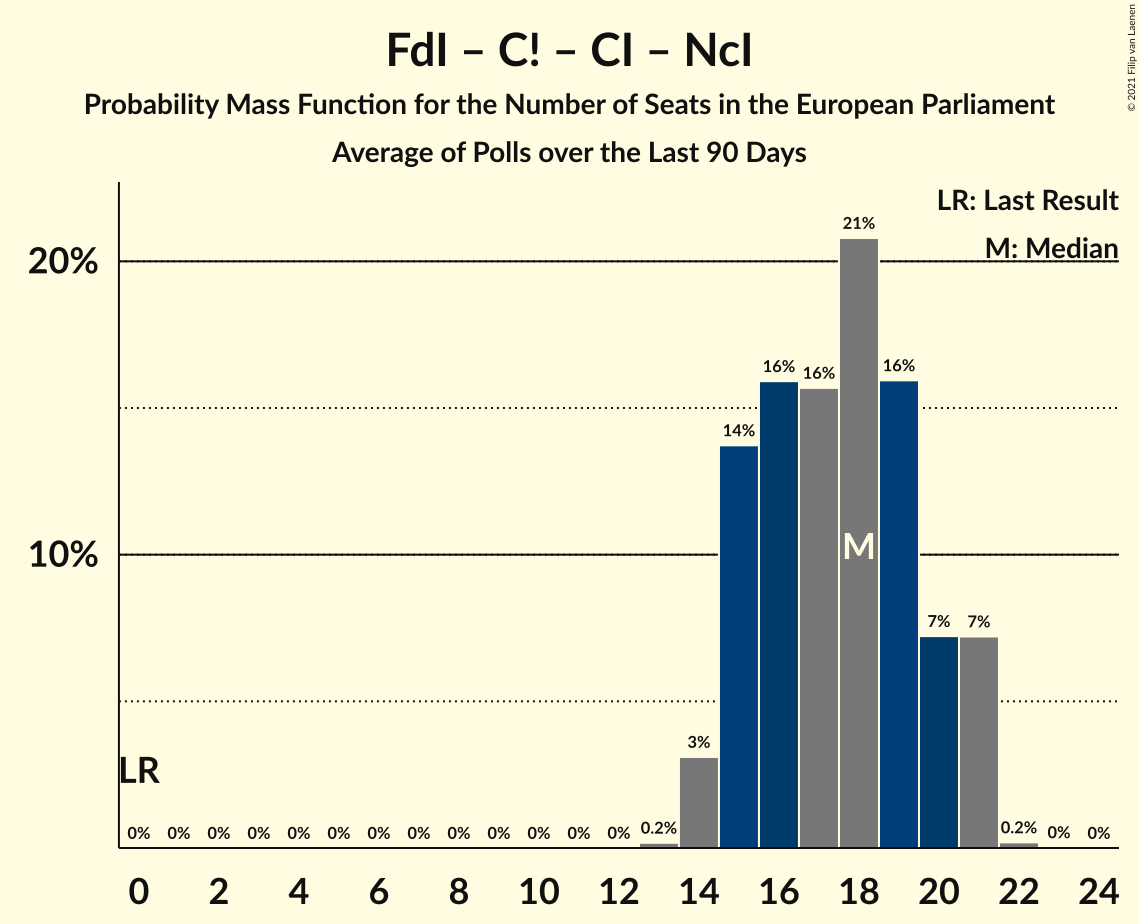 FdI – C! – CI – NcI
Probability Mass Function for the Number of Seats in the European Parliament
Average of Polls over the Last 90 Days
© 2021 Filip van Laenen
LR: Last Result
M: Median
20%
10%
21%
16%
16%
16%
14%
7%
7%
3%
M
LR
0% 0% 0% 0% 0% 0% 0% 0% 0% 0% 0% 0% 0% 0.2% 0.2% 0% 0%
0 2 4 6 8 10 12 14 16 18 20 22 24